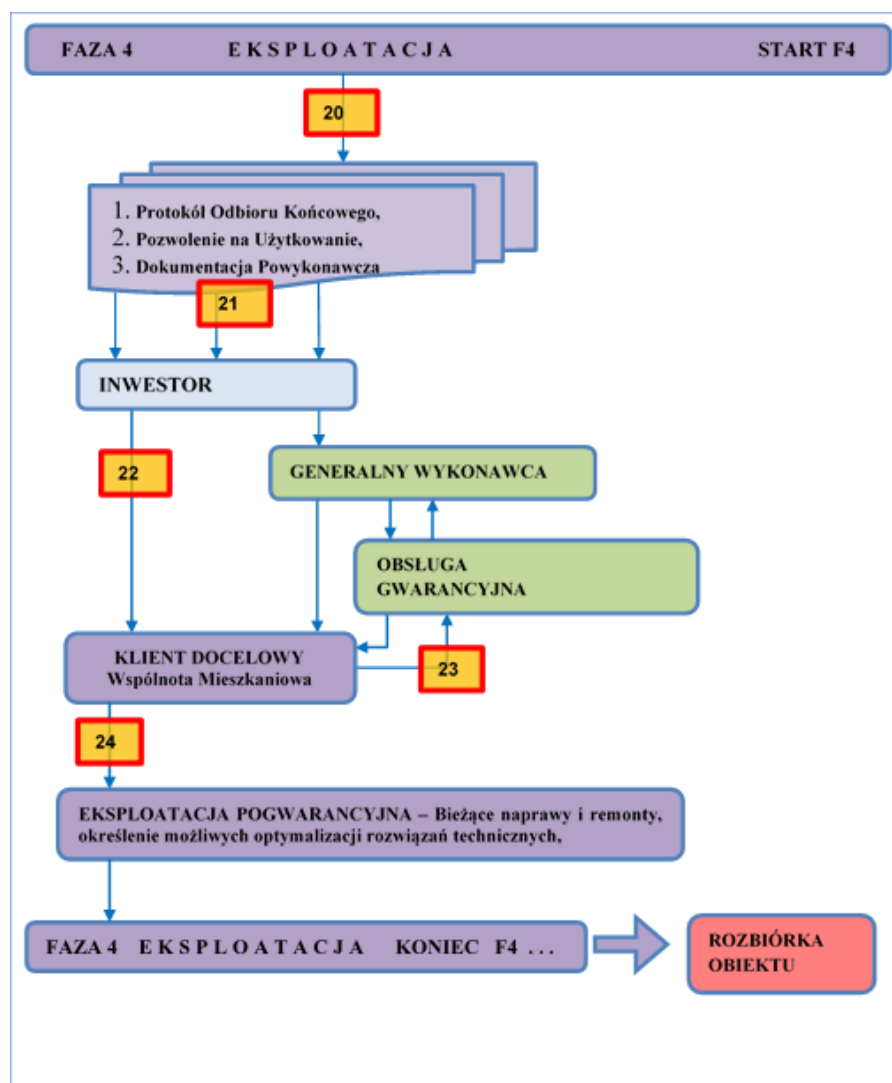 FAZA 4 E K S P L O A T A C J A START F4
20
1. Protokół Odbioru Końcowego,
2. Pozwolenie na Użytkowanie,
3. Dokumentacja Powykonawcza
21
INWESTOR
22
GENERALNY WYKONAWCA
OBSŁUGA
GWARANCYJNA
KLIENT DOCELOWY
Wspólnota Mieszkaniowa
23
24
EKSPLOATACJA POGWARANCYJNA – Bieżące naprawy i remonty,
określenie możliwych optymalizacji rozwiązań technicznych,
FAZA 4 E K S P L O A T A C J A KONIEC F4 . . .
ROZBIÓRKA
OBIEKTU